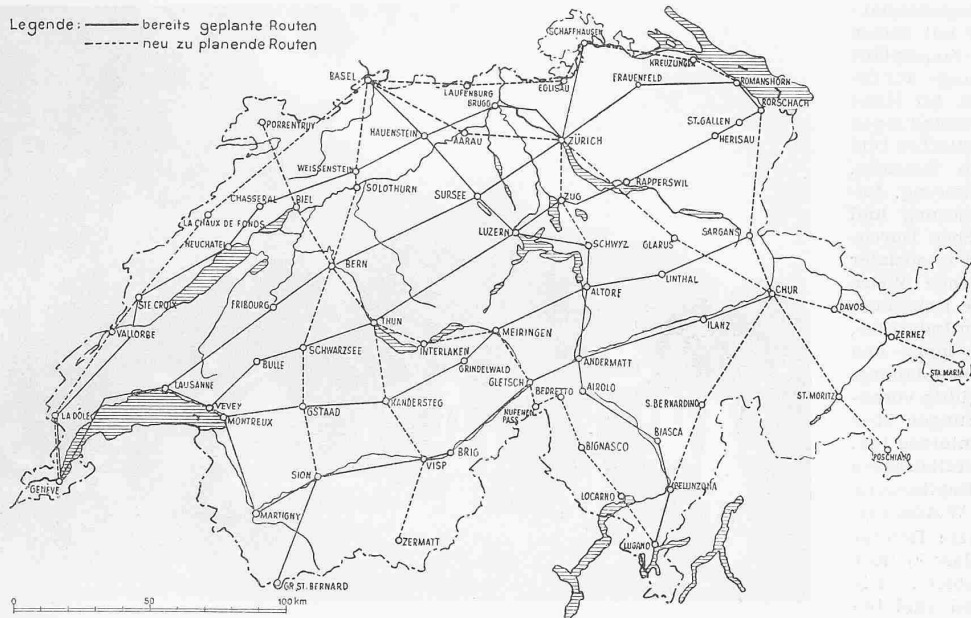 Legende: bereits geplante Routen
neu zu planende Routen
SCHAFFHAUSEN
KREUZLINGEN
BASEL
LAUFENBURG
EGLISAU
FRAUENFELD
ROMANSHORN
BRUGG
RORSCHACH
PORRENTRUY
HAUENSTEIN
AARAU
ZÜRICH
ST.GALLEN
HERISAU
WEISSENSTEIN
SOLOTHURN
RAPPERSWIL
CHASSERAL
BIEL
SURSEE
ZUG
LA CHAUX DE FONDS
LUZERN
SCHWYZ
GLARUS
SARGANS
NEUCHATEL
BERN
LINTHAL
ALTORF
CHUR
STE.CROIX
FRIBOURG
DAVOS
VALLORBE
THUN
MEIRINGEN
ILANZ
ZERNEZ
SCHWARZSEE
INTERLAKEN
BULLE
GRINDELWALD
ANDERMATT
STA.MARIA
LAUSANNE
GLETSCH
BEDRETTO
AIROLO
ST.MORITZ
LA DÔLE
VEVEY
GSTAAD
KANDERSTEG
NUFENEN
PASS
S.BERNARDINO
MONTREUX
BIASCA
BIGNASCO
POSCHIAVO
BRIG
VISP
GENEVE
SION
LOCARNO
BELINZONA
MARTIGNY
ZERMATT
LUGANO
GR.ST.BERNARD
0 50 100 km